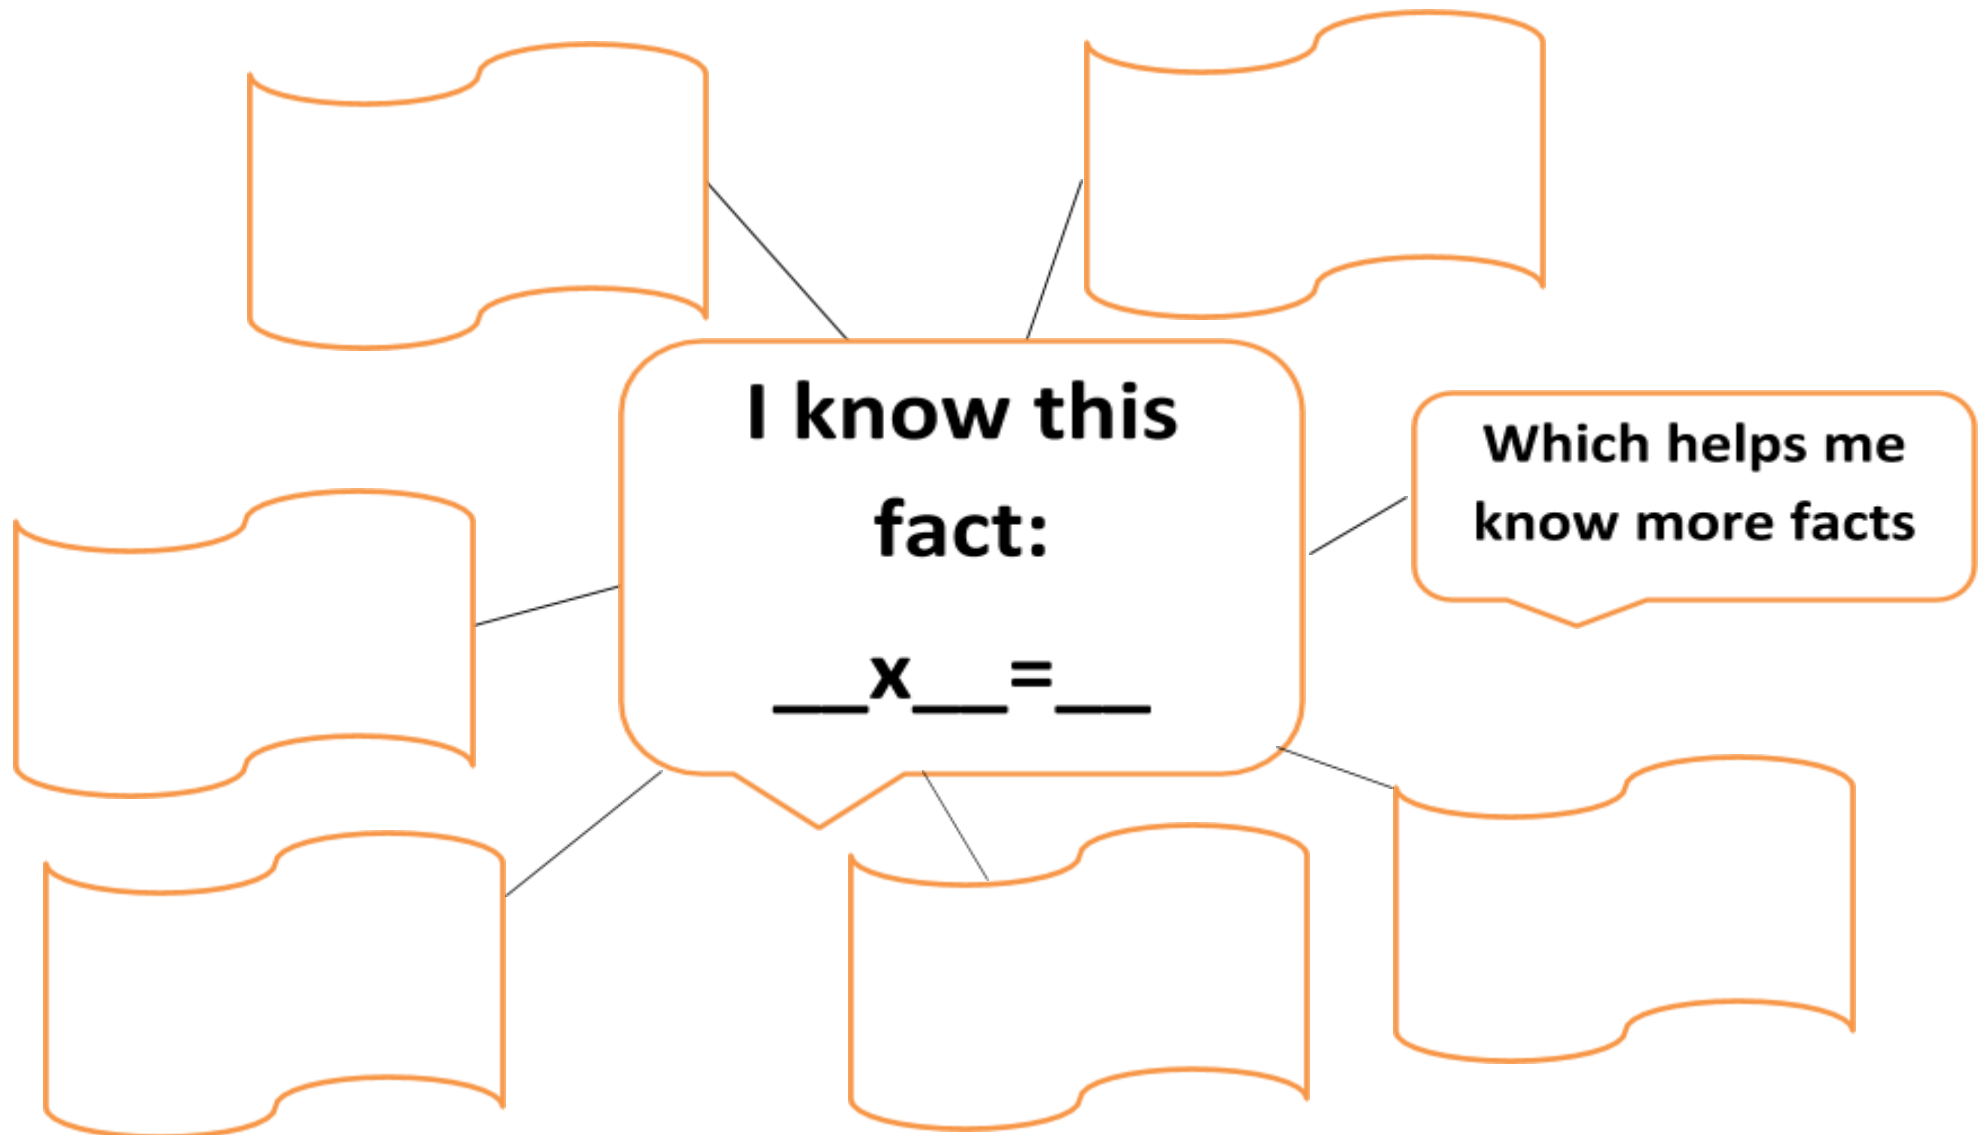 I know this
fact:
__x__=__
Which helps me
know more facts